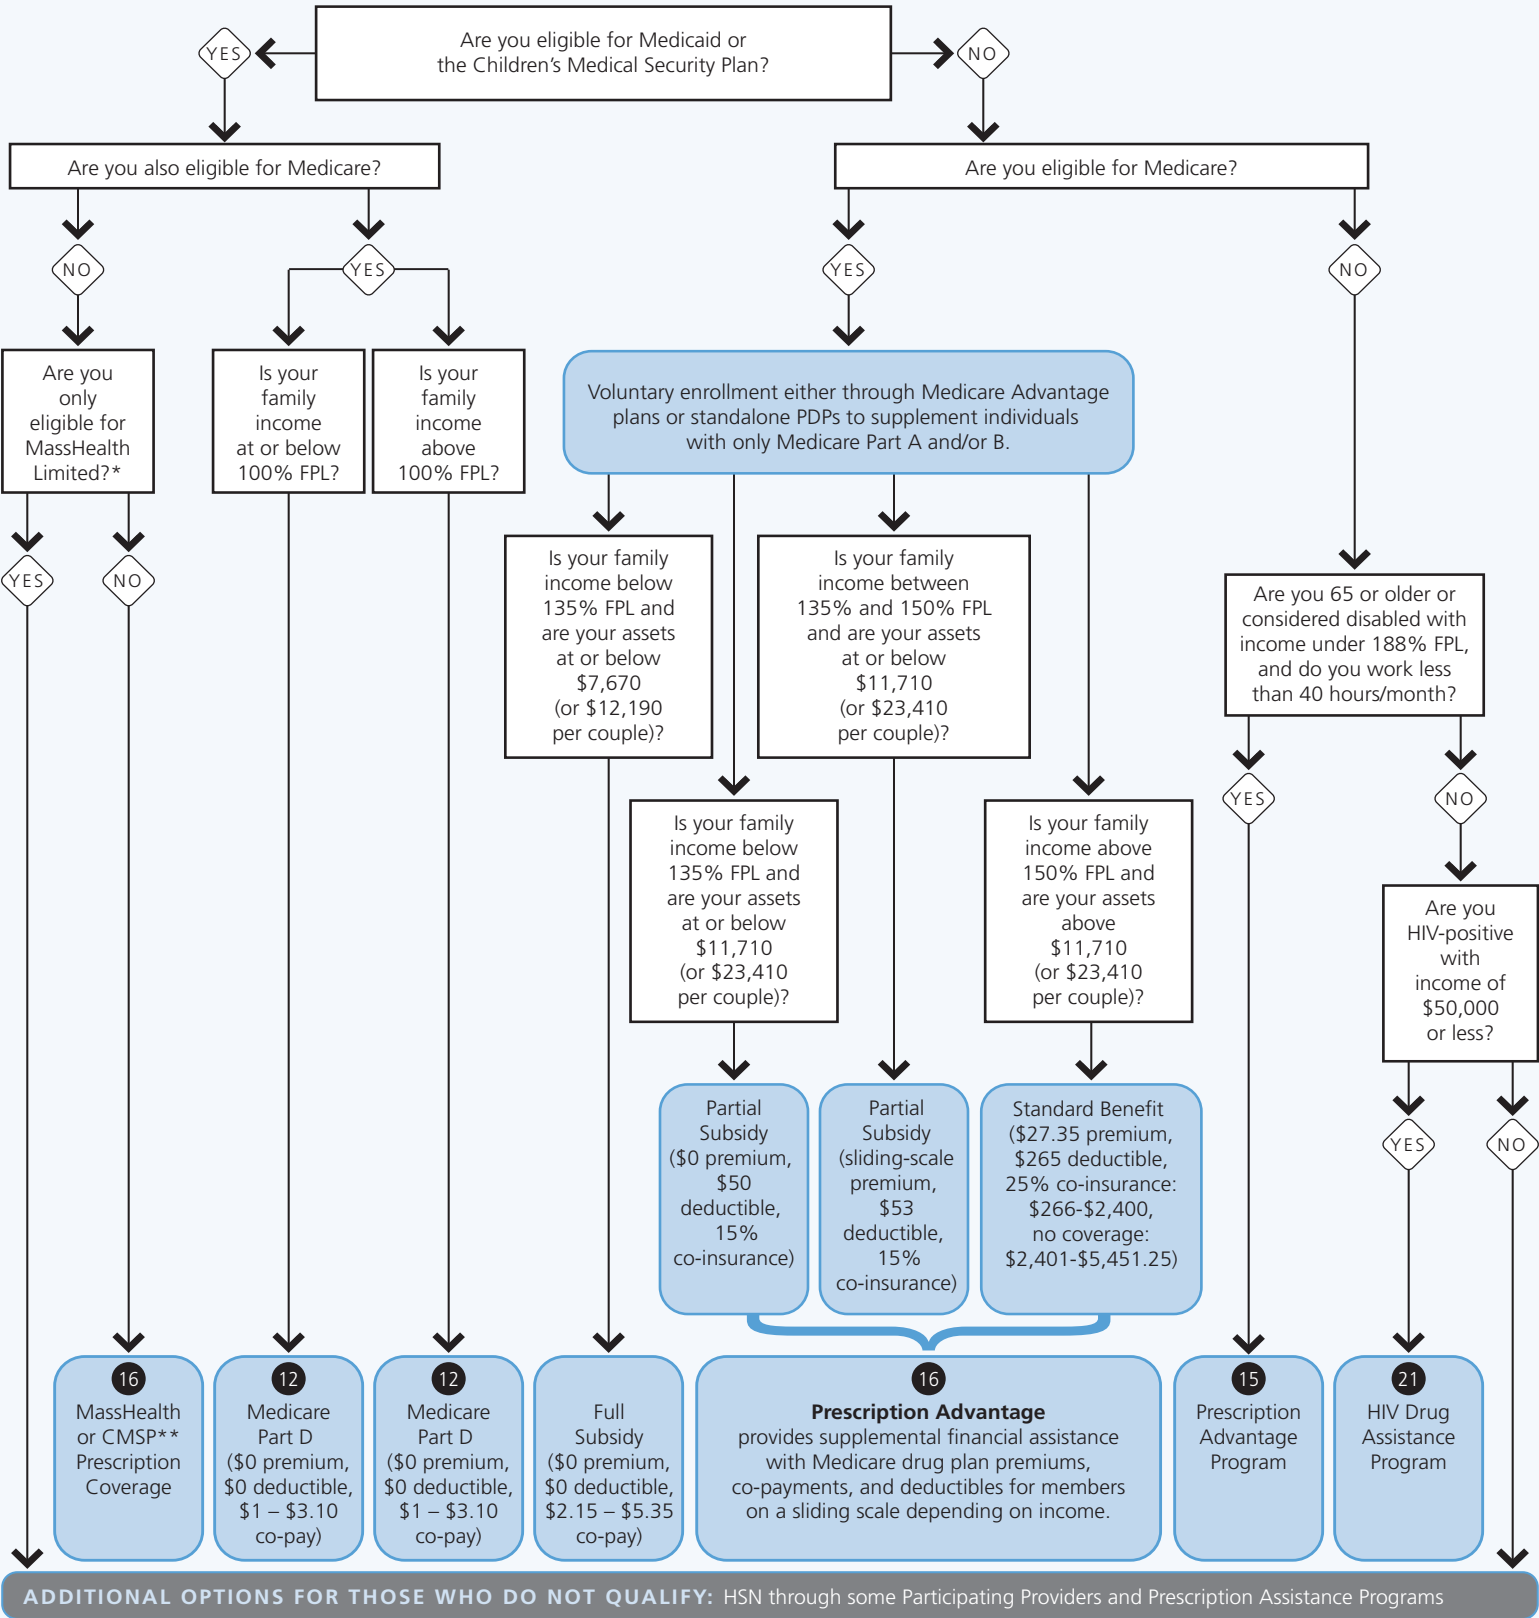 Are you eligible for Medicaid or
the Children’s Medical Security Plan?
YES
NO
Are you also eligible for Medicare?
Are you eligible for Medicare?
NO
YES
YES
NO
Are you
only
eligible for
MassHealth
Limited?*
Is your
family
income
at or below
100% FPL?
Is your
family
income
above
100% FPL?
Voluntary enrollment either through Medicare Advantage
plans or standalone PDPs to supplement individuals
with only Medicare Part A and/or B.
YES
NO
Is your family
income below
135% FPL and
are your assets
at or below
$7,670
(or $12,190
per couple)?
Is your family
income between
135% and 150% FPL
and are your assets
at or below
$11,710
(or $23,410
per couple)?
Are you 65 or older or
considered disabled with
income under 188% FPL,
and do you work less
than 40 hours/month?
YES
NO
Is your family
income below
135% FPL and
are your assets
at or below
$11,710
(or $23,410
per couple)?
Is your family
income above
150% FPL and
are your assets
above
$11,710
(or $23,410
per couple)?
Are you
HIV-positive
with
income of
$50,000
or less?
YES
NO
Partial
Subsidy
($0 premium,
$50
deductible,
15%
co-insurance)
Partial
Subsidy
(sliding-scale
premium,
$53
deductible,
15%
co-insurance)
Standard Benefit
($27.35 premium,
$265 deductible,
25% co-insurance:
$266-$2,400,
no coverage:
$2,401-$5,451.25)
16
MassHealth
or CMSP**
Prescription
Coverage
12
Medicare
Part D
($0 premium,
$0 deductible,
$1 – $3.10
co-pay)
12
Medicare
Part D
($0 premium,
$0 deductible,
$1 – $3.10
co-pay)
Full
Subsidy
($0 premium,
$0 deductible,
$2.15 – $5.35
co-pay)
16
Prescription Advantage
provides supplemental financial assistance
with Medicare drug plan premiums,
co-payments, and deductibles for members
on a sliding scale depending on income.
15
Prescription
Advantage
Program
21
HIV Drug
Assistance
Program
ADDITIONAL OPTIONS FOR THOSE WHO DO NOT QUALIFY: HSN through some Participating Providers and Prescription Assistance Programs